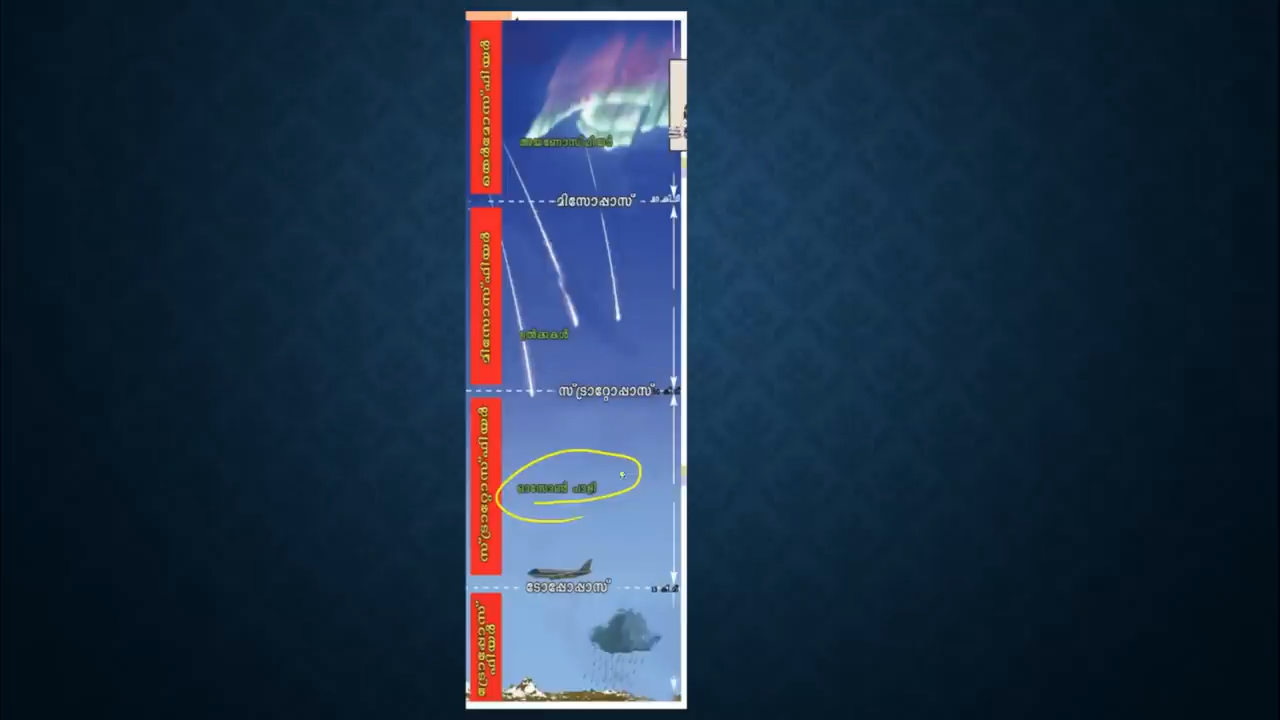 തെർമോസ്ഫിയർ
അയണോസ്ഫിയർ
മിസോപ്പാസ്
മിസോസ്ഫിയർ
ഉൽക്കകൾ
സ്ട്രാറ്റോപ്പാസ്
സ്ട്രാറ്റോസ്ഫിയർ
ഓസോൺ പാളി
ടോപ്പോപ്പാസ്
ട്രോപ്പോസ്
ഫിയർ